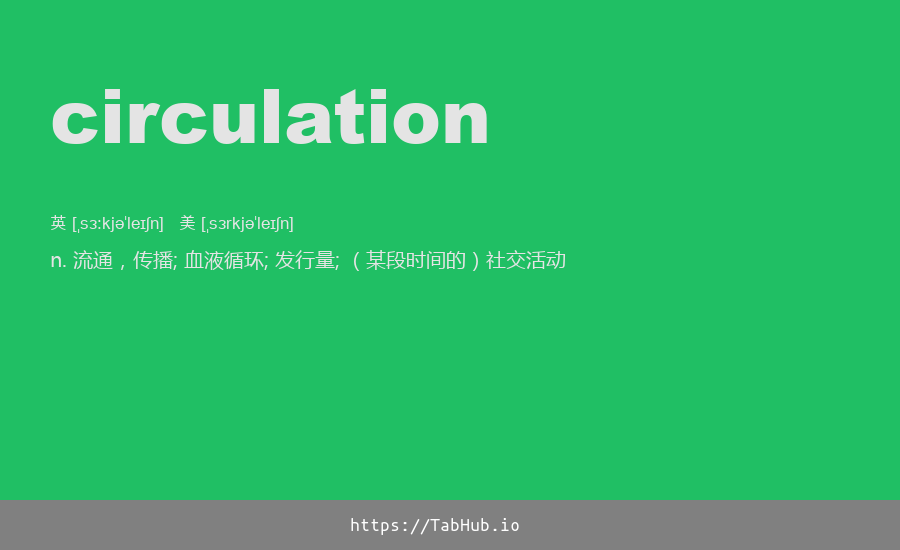 circulation
英 [ˌsɜːkjəˈleɪʃn] 美 [ˌsɜrkjəˈleɪʃn]
n. 流通，传播; 血液循环; 发行量; （某段时间的）社交活动
https://TabHub.io